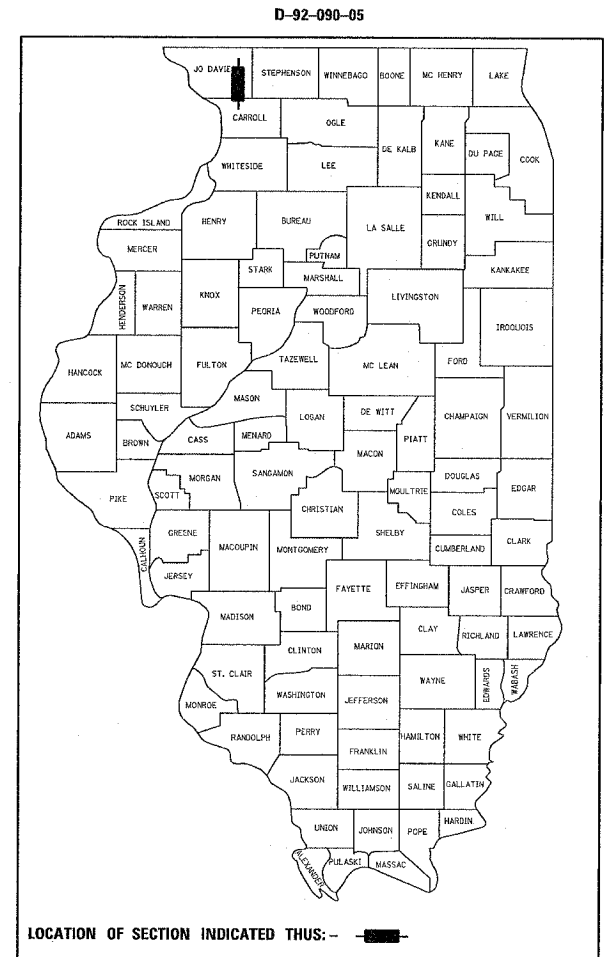 D-92-090-05
JO DAVIE
STEPHENSON
WINNEBAGO
BOONE
MC HENRY
LAKE
CARROLL
OGLE
DE KALB
KANE
DU PAGE
COOK
WHITESIDE
LEE
KENDALL
WILL
ROCK ISLAND
HENRY
BUREAU
LA SALLE
GRUNDY
MERCER
PUTNAM
STARK
MARSHALL
KANKAKEE
HENDERSON
WARREN
KNOX
PEORIA
WOODFORD
LIVINGSTON
IROQUOIS
HANCOCK
MC DONOUGH
FULTON
TAZEWELL
MC LEAN
FORD
MASON
SCHUYLER
LOGAN
DE WITT
CHAMPAIGN
VERMILION
ADAMS
BROWN
CASS
MENARD
MACON
PIATT
SANGAMON
MORGAN
DOUGLAS
EDGAR
PIKE
SCOTT
CHRISTIAN
MOULTRIE
COLES
GREENE
MACOUPIN
MONTGOMERY
SHELBY
CUMBERLAND
CLARK
CALHOUN
JERSEY
FAYETTE
EFFINGHAM
JASPER
CRAWFORD
BOND
MADISON
CLAY
RICHLAND
LAWRENCE
CLINTON
MARION
ST. CLAIR
WAYNE
EDWARDS
WABASH
WASHINGTON
JEFFERSON
MONROE
RANDOLPH
PERRY
HAMILTON
WHITE
FRANKLIN
JACKSON
WILLIAMSON
SALINE
GALLATIN
UNION
JOHNSON
POPE
HARDIN
ALEXANDER
PULASKI
MASSAC
LOCATION OF SECTION INDICATED THUS:-